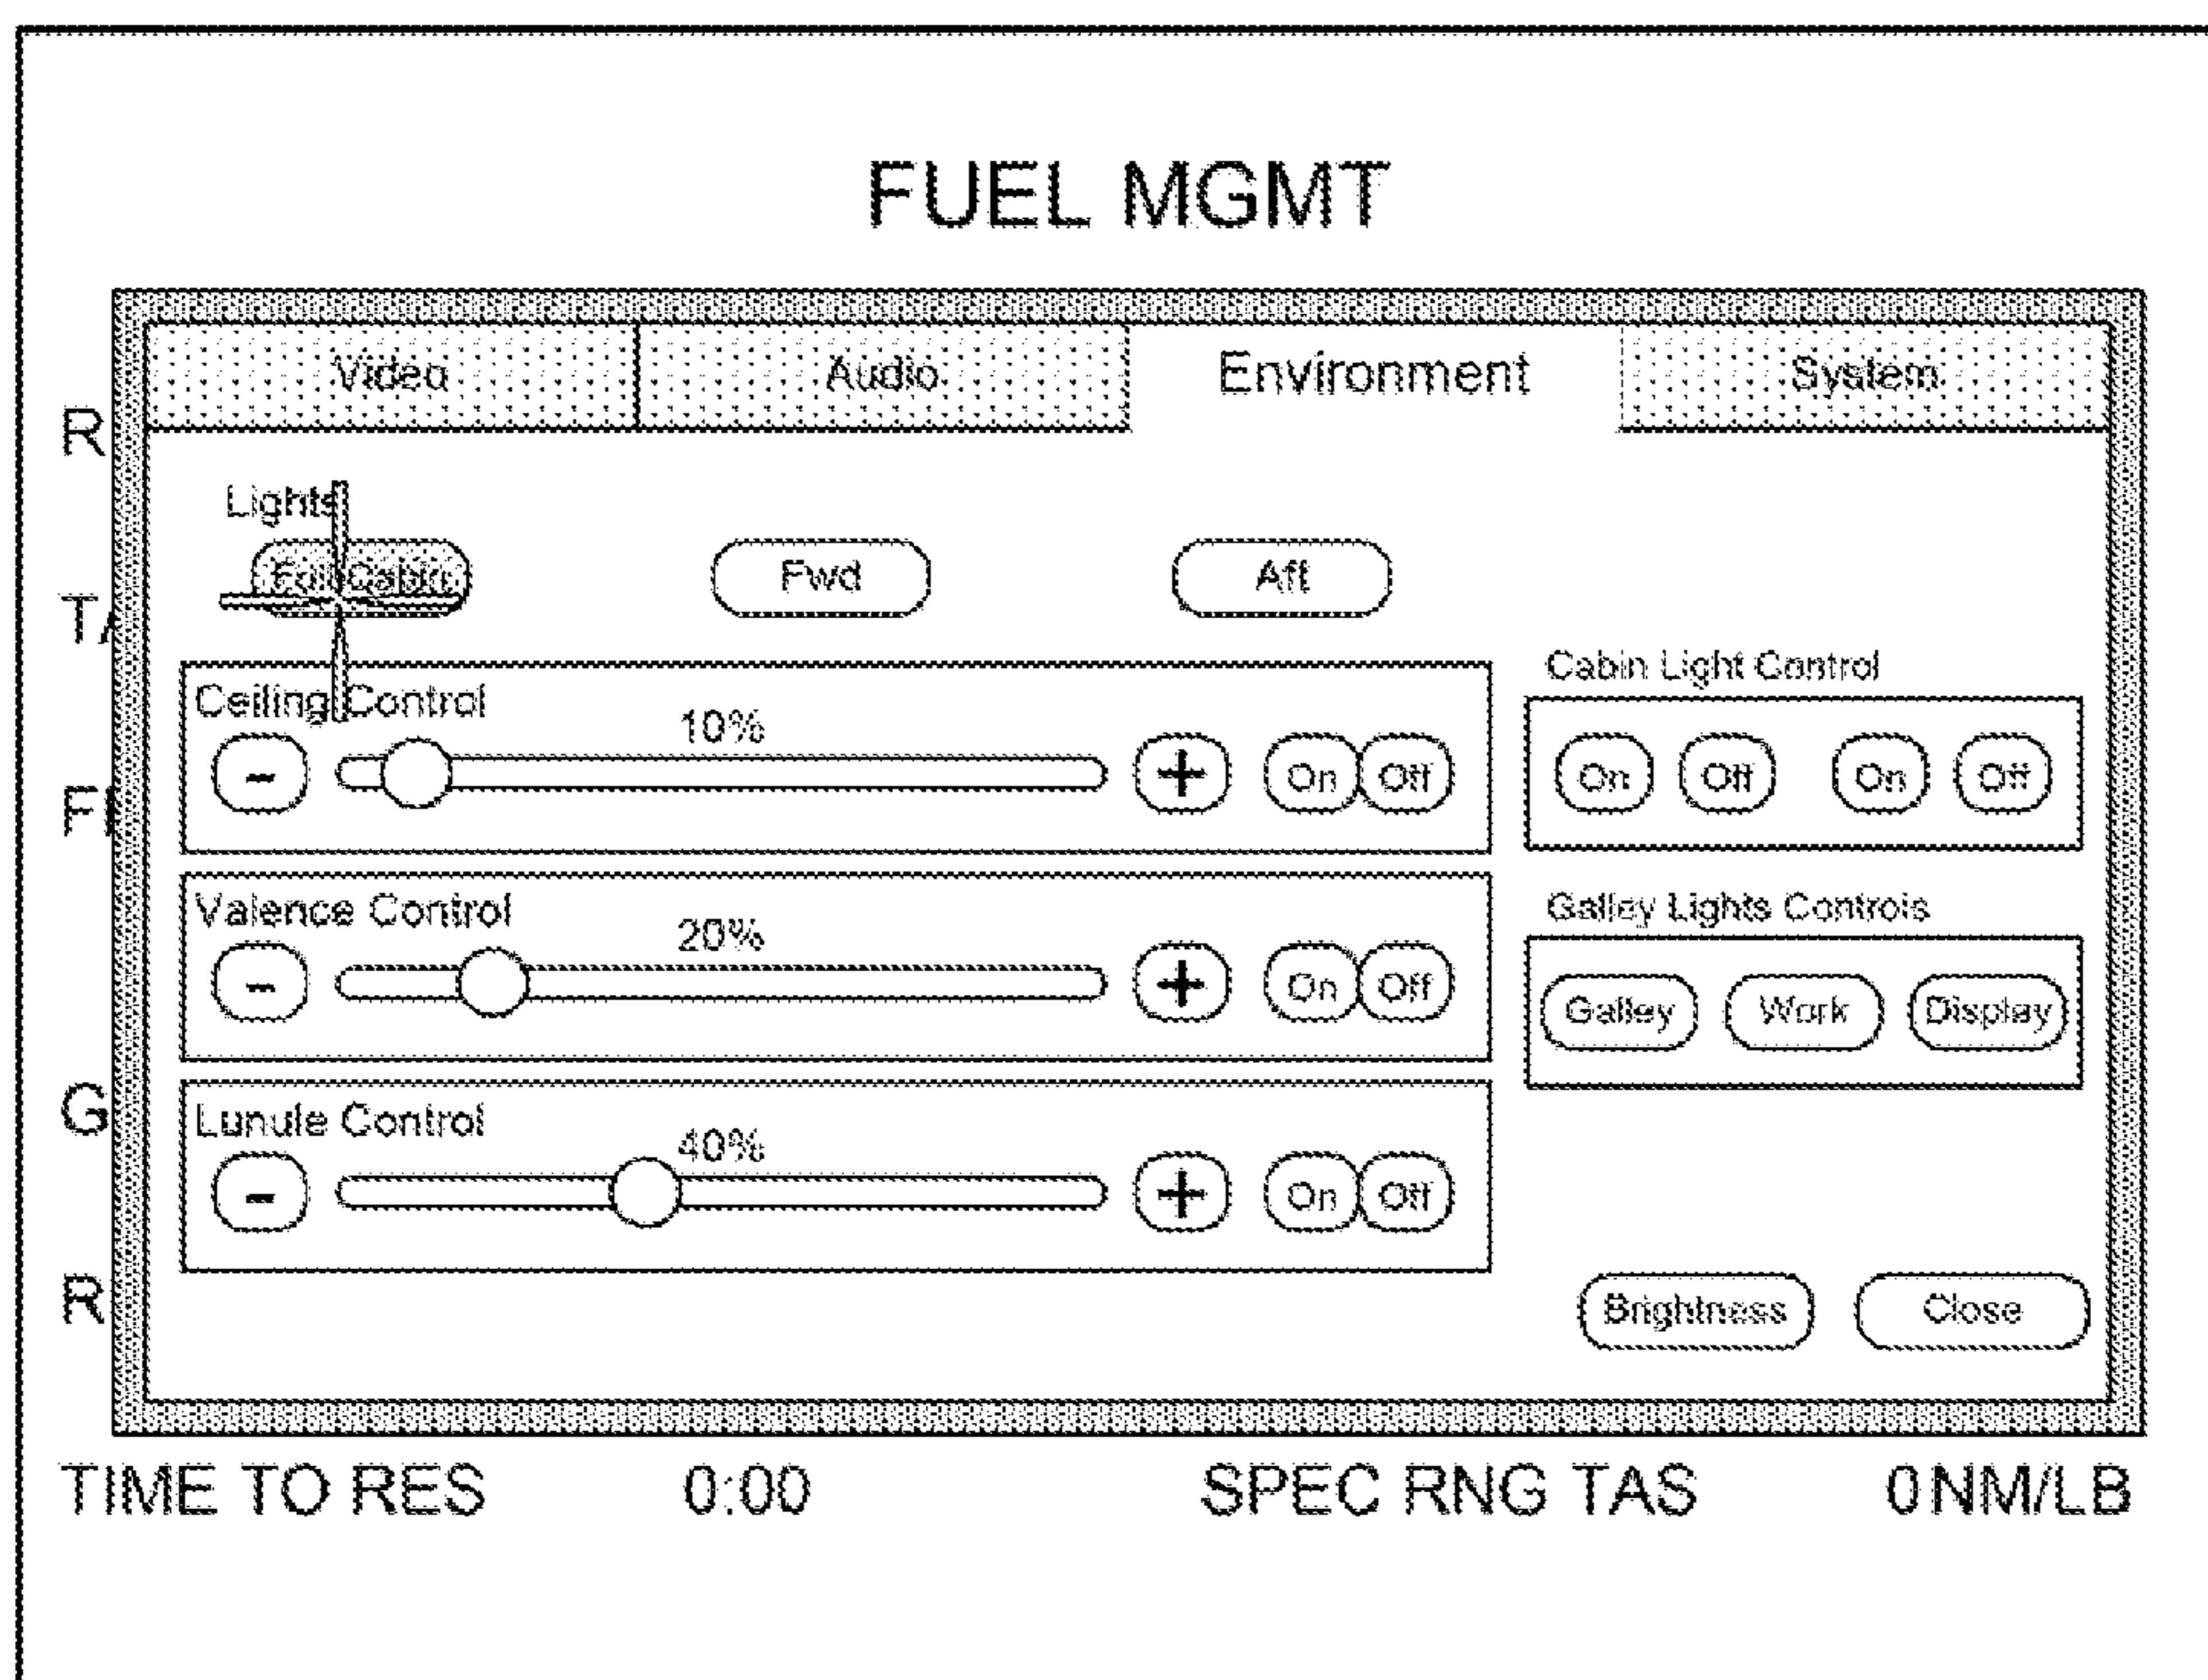 FUEL MGMT
Video Audio Environment System
R
Lights
Full Cabin Fwd Aft
TA
Cabin Light Control
Ceiling Control
10%
- + On Off On Off On Off
Valence Control
20%
Galley Lights Controls
- + On Off
Galley Work Display
G
Lunule Control
40%
- + On Off
R
Brightness Close
TIME TO RES 0:00 SPEC RNG TAS 0 NM/LB